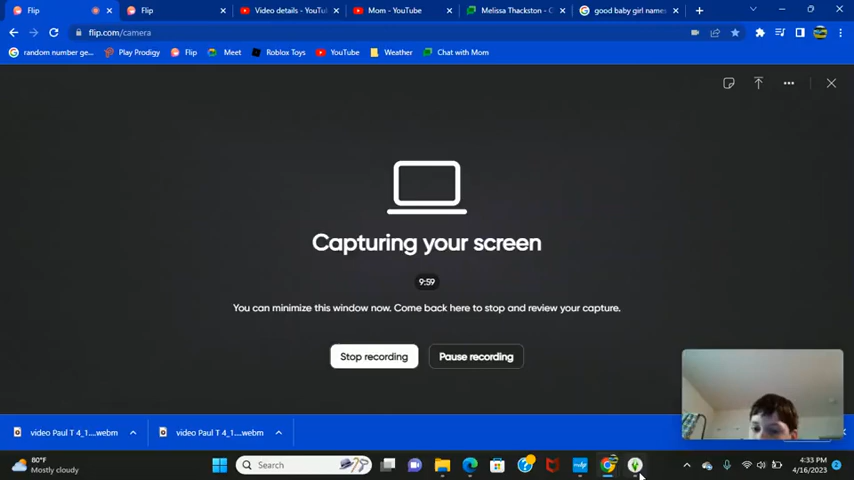 Flip
Flip
Video details - YouTu
Mom - YouTube
Melissa Thackston - C
good baby girl names
flip.com/camera
random number ge...
Play Prodigy
Flip
Meet
Roblox Toys
YouTube
Weather
Chat with Mom
Capturing your screen
9:59
You can minimize this window now. Come back here to stop and review your capture.
Stop recording
Pause recording
video Paul T 4_1....webm
video Paul T 4_1....webm
80°F
Mostly cloudy
Search
4:33 PM
4/16/2023
2